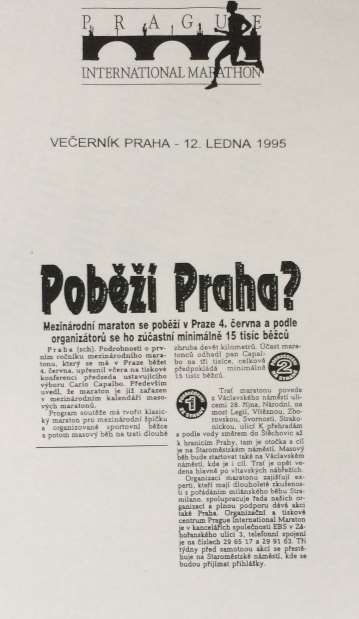 PRAGUE
INTERNATIONAL MARATHON
VEČERNÍK PRAHA - 12. LEDNA 1995
Poběží Praha?
Mezinárodní maraton se poběží v Praze 4. června a podle
organizátorů se ho zúčastní minimálně 15 tisíc běžců
Praha (sch). Podrobnosti o prv-
ním ročníku mezinárodního mara-
tonu, který se má v Praze běžet
4. června, upřesnil včera na tiskové
konferenci předseda ustavujícího
výboru Carlo Capalbo. Především
uvedl, že maraton je již zařazen
v mezinárodním kalendáři maso-
vých maratonů.
Program soutěže má tvořit klasic-
ký maraton pro mezinárodní špičku
a organizované sportovní běžce
a potom masový běh na trati dlouhé
zhruba devět kilometrů. Účast mara-
tonců odhadl pan Capal-
bo na tři tisíce, celkově
předpokládá minimálně
15 tisíc běžců.
2
1
Trať maratonu povede
z Václavského náměstí uli-
cemi 28. října, Národní, na
most Legií, Vítěznou, Zbo-
rovskou, Svornosti, Strako-
nickou, ulicí K přehradám
a podla vody směrem do Štěchovic až
k hranicím Prahy, tam je otočka a cíl
je na Staroměstském náměstí. Masový
běh bude startovat také na Václavském
náměstí, kde je i cíl. Trať je opět ve-
dena hlavně po vltavských nábřežích.
Organizaci maratonu zajišťují ex-
perti, kteří mají dlouholeté zkušenos-
ti s pořádáním milánského běhu Stra-
milano, spolupracuje řada našich or-
ganizací a plnou podporu dává akci
také Praha. Organizační a tiskové
centrum Prague International Maraton
je v kancelářích společnosti EBS v Zá-
hořanského ulici 3, telefonní spojení
je na číslech 29 65 17 a 29 91 63. Tři
týdny před samotnou akcí se přestě-
huje na Staroměstské náměstí, kde se
budou přijímat přihlášky.